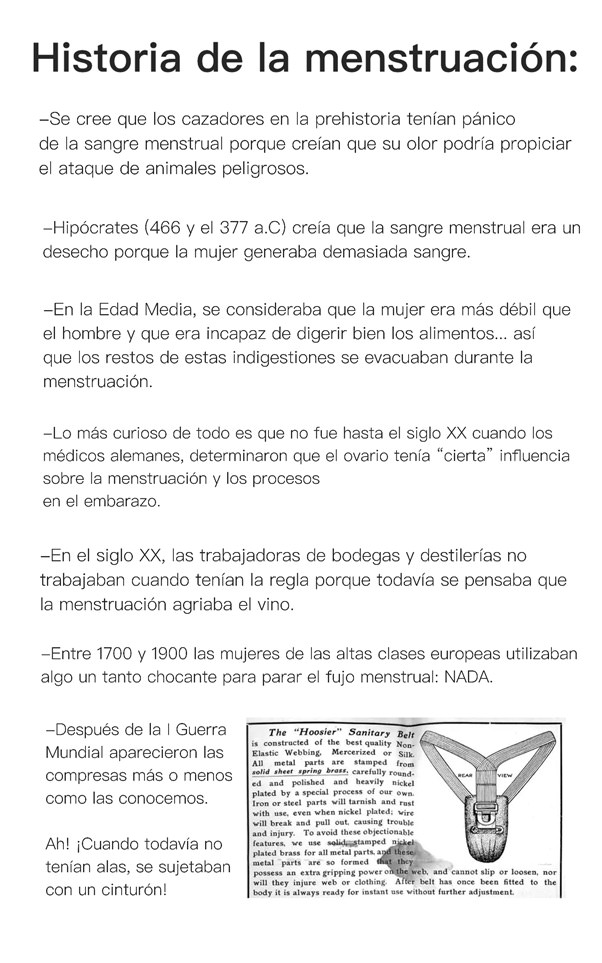 Historia de la menstruación:
–Se cree que los cazadores en la prehistoria tenían pánico
de la sangre menstrual porque creían que su olor podría propiciar
el ataque de animales peligrosos.
–Hipócrates (466 y el 377 a.C) creía que la sangre menstrual era un
desecho porque la mujer generaba demasiada sangre.
–En la Edad Media, se consideraba que la mujer era más débil que
el hombre y que era incapaz de digerir bien los alimentos... así
que los restos de estas indigestiones se evacuaban durante la
menstruación.
–Lo más curioso de todo es que no fue hasta el siglo XX cuando los
médicos alemanes, determinaron que el ovario tenía “cierta” influencia
sobre la menstruación y los procesos
en el embarazo.
–En el siglo XX, las trabajadoras de bodegas y destilerías no
trabajaban cuando tenían la regla porque todavía se pensaba que
la menstruación agriaba el vino.
–Entre 1700 y 1900 las mujeres de las altas clases europeas utilizaban
algo un tanto chocante para parar el fujo menstrual: NADA.
–Después de la I Guerra
Mundial aparecieron las
compresas más o menos
como las conocemos.
Ah! ¡Cuando todavía no
tenían alas, se sujetaban
con un cinturón!
The "Hoosier" Sanitary Belt
is constructed of the best quality Non-
Elastic Webbing, Mercerized or Silk.
All metal parts are stamped from
solid sheet spring brass, carefully round-
ed and polished and heavily nickel
plated by a special process of our own.
Iron or steel parts will tarnish and rust
with use, even when nickel plated; wire
will break and pull out, causing trouble
and injury. To avoid these objectionable
features, we use solid, stamped nickel
plated brass for all metal parts, and these
metal parts are so formed that they
possess an extra gripping power on the web, and cannot slip or loosen, nor
will they injure web or clothing. After belt has once been fitted to the
body it is always ready for instant use without further adjustment.
REAR VIEW